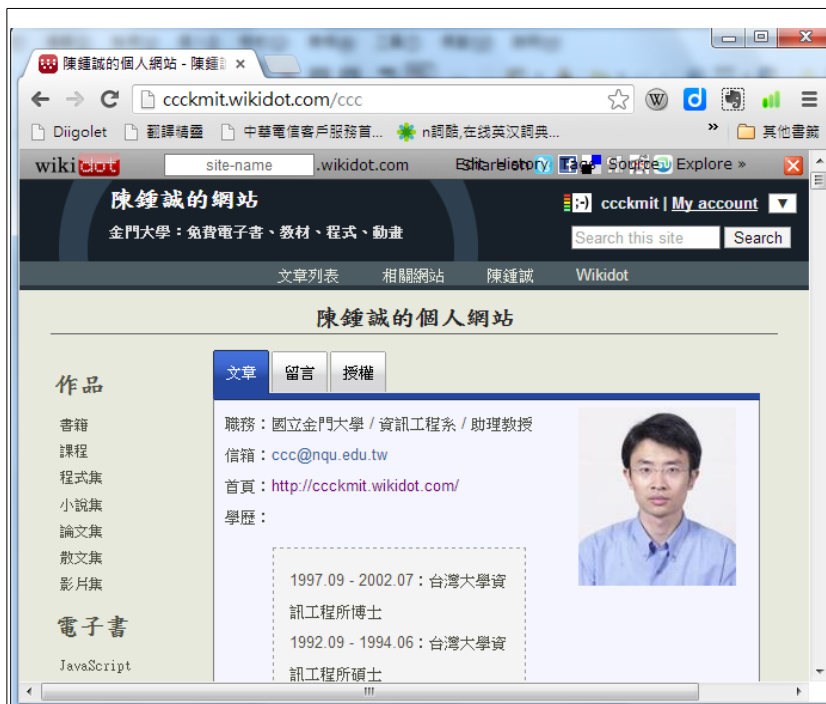 陳鍾誠的個人網站 - 陳鍾
ccckmit.wikidot.com/ccc
Diigolet 翻譯精靈 中華電信客戶服務首... n詞酷,在线英汉詞典... » 其他書籤
wikidot site-name .wikidot.com Edit History Tags Source Explore »
Share on
陳鍾誠的網站
ccckmit | My account ▼
金門大學：免費電子書、教材、程式、動畫
Search this site Search
文章列表 相關網站 陳鍾誠 Wikidot
陳鍾誠的個人網站
文章 留言 授權
作品
書籍
課程
程式集
小說集
論文集
散文集
影片集
電子書
JavaScript
職務：國立金門大學 / 資訊工程系 / 助理教授
信箱：ccc@nqu.edu.tw
首頁：http://ccckmit.wikidot.com/
學歷：
1997.09 - 2002.07：台灣大學資
訊工程所博士
1992.09 - 1994.06：台灣大學資
訊工程所碩士